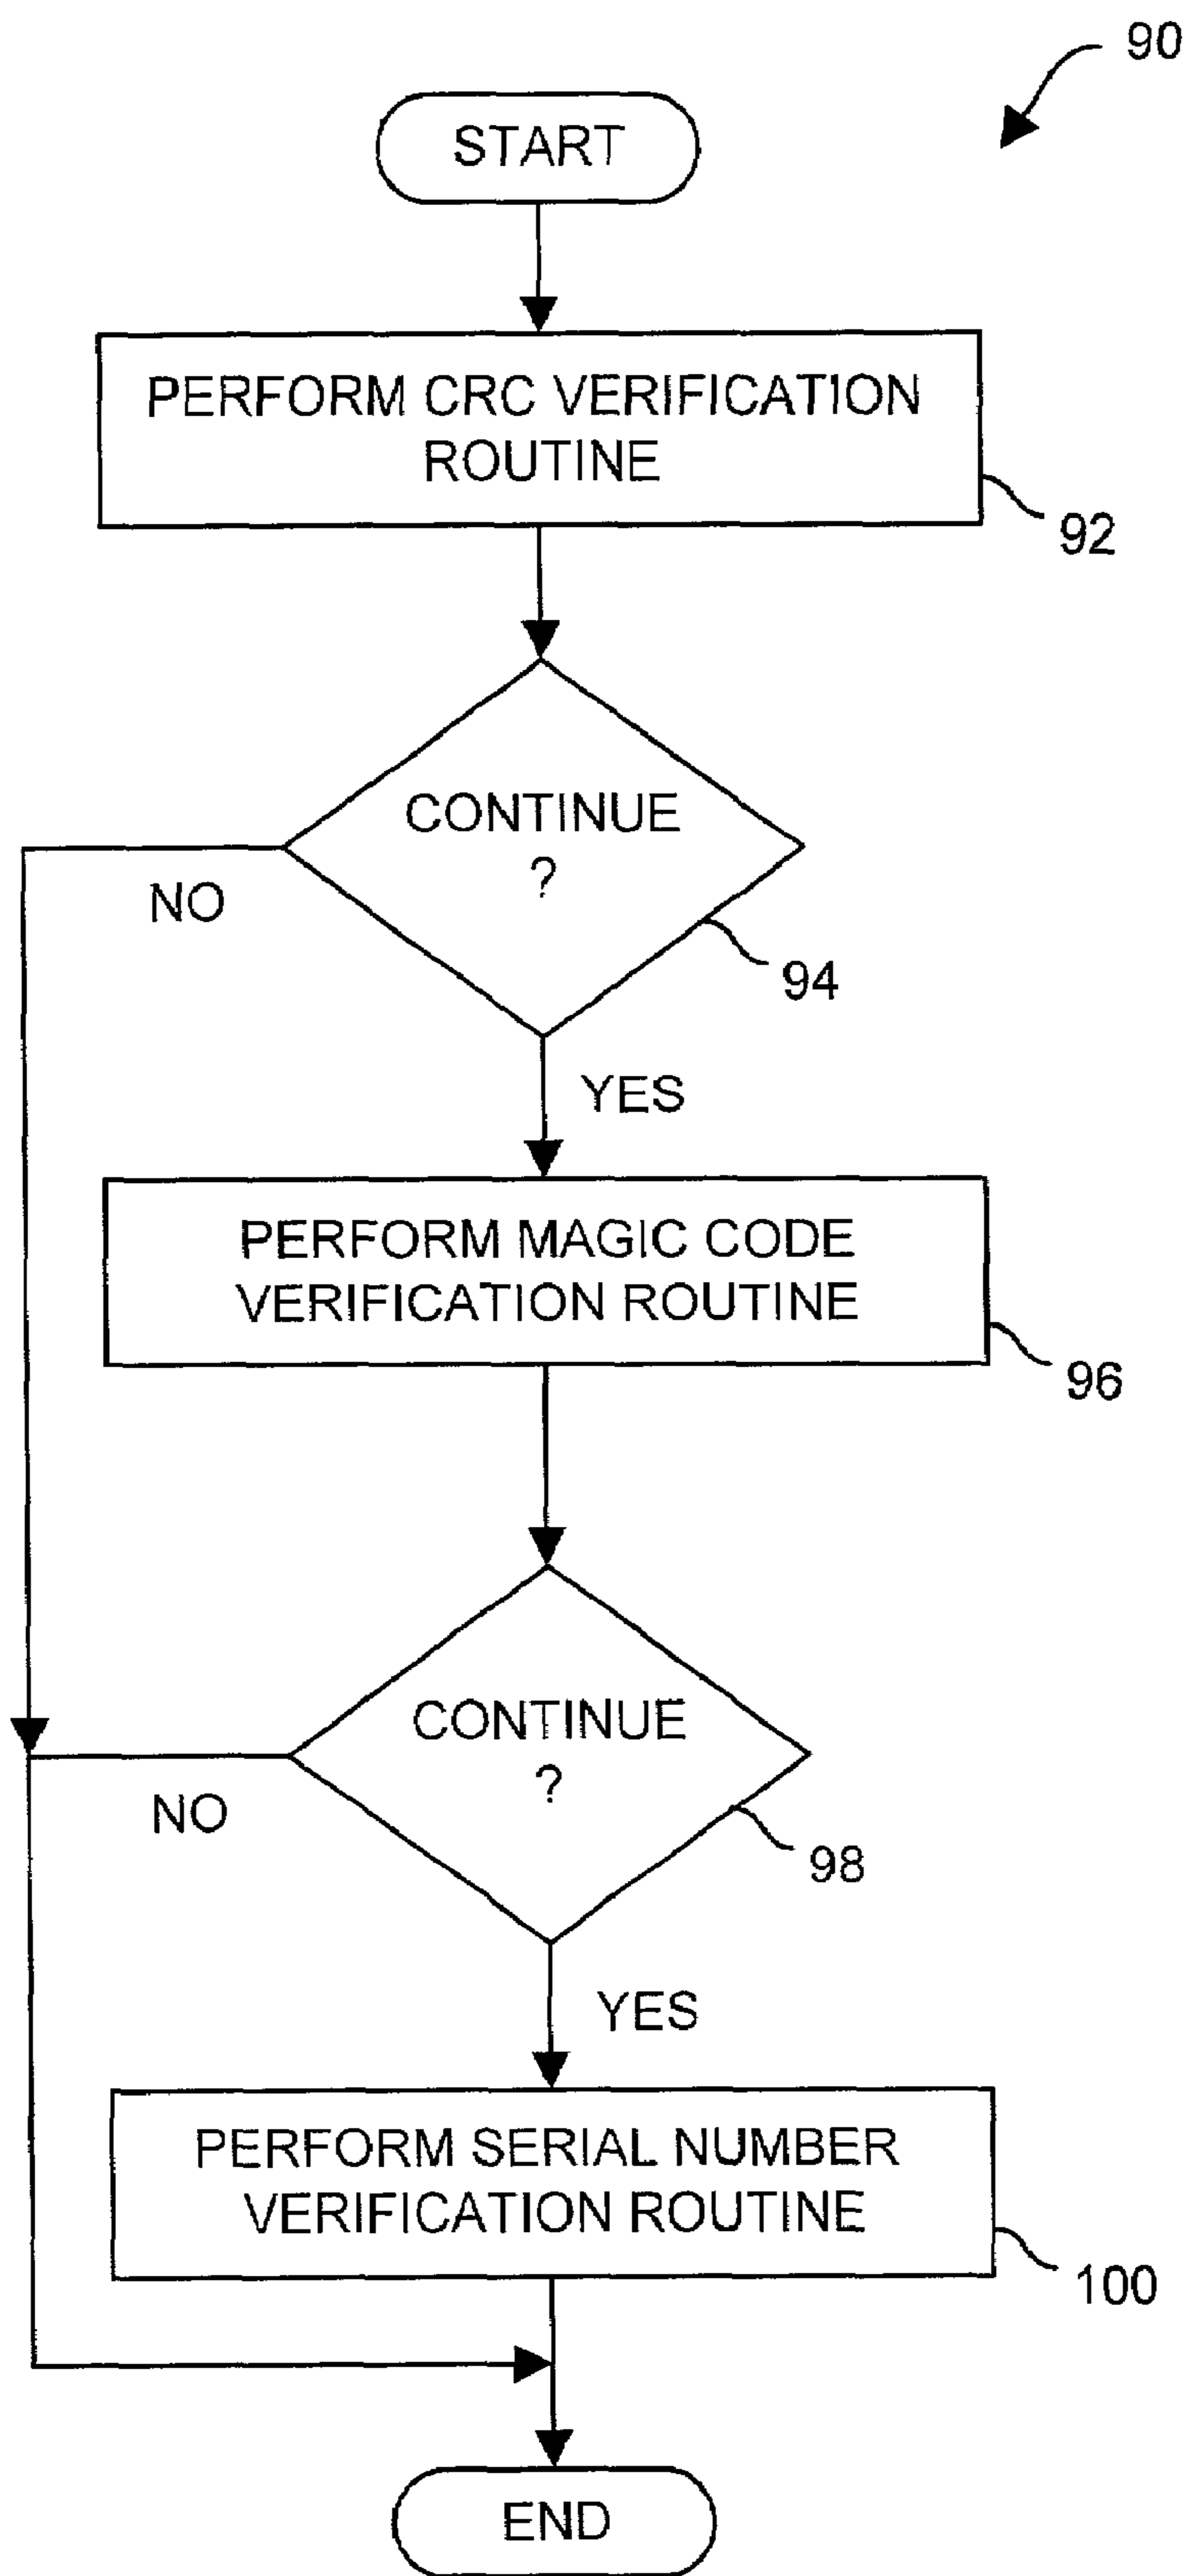 90
START
PERFORM CRC VERIFICATION
ROUTINE
92
CONTINUE
?
NO
94
YES
PERFORM MAGIC CODE
VERIFICATION ROUTINE
96
CONTINUE
?
NO
98
YES
PERFORM SERIAL NUMBER
VERIFICATION ROUTINE
100
END